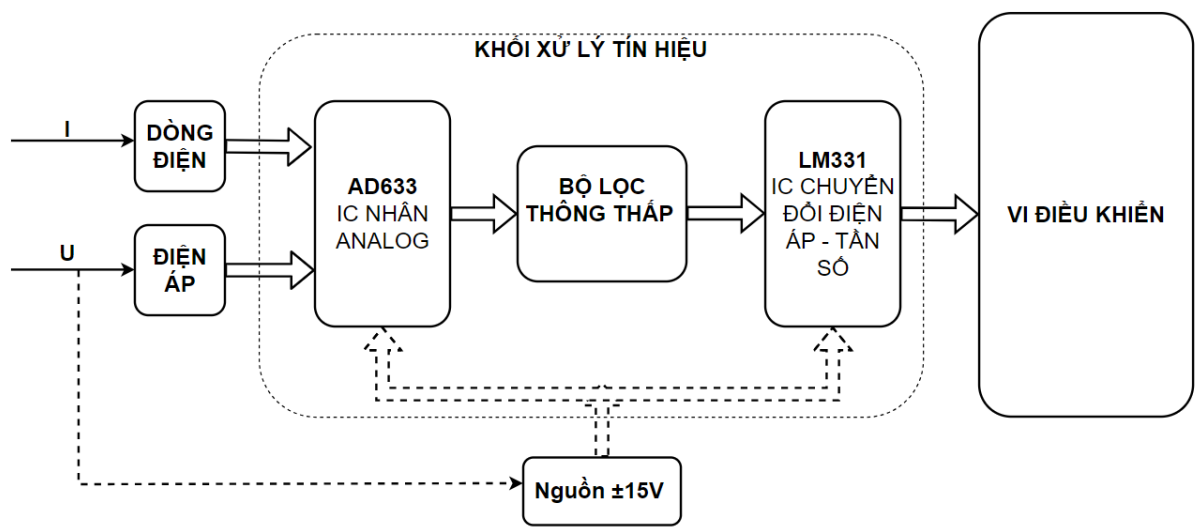 KHỐI XỬ LÝ TÍN HIỆU
I
DÒNG
ĐIỆN
U
ĐIỆN
ÁP
AD633
IC NHÂN
ANALOG
BỘ LỌC
THÔNG THẤP
LM331
IC CHUYỂN
ĐỔI ĐIỆN
ÁP - TẦN
SỐ
VI ĐIỀU KHIỂN
Nguồn ±15V